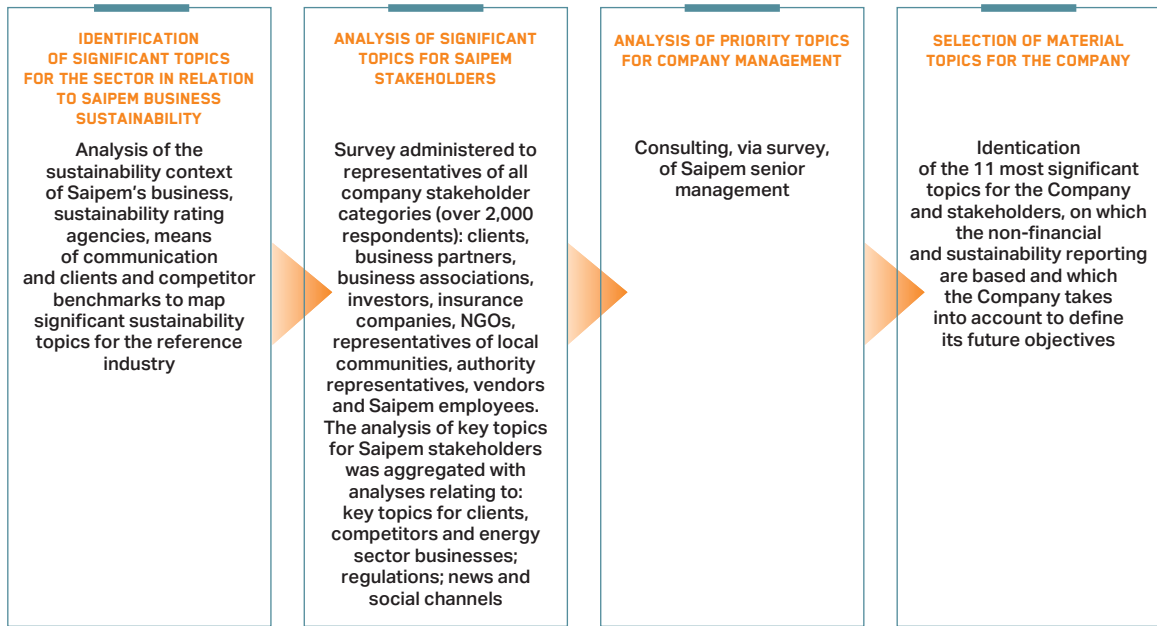 IDENTIFICATION
OF SIGNIFICANT TOPICS
FOR THE SECTOR IN RELATION
TO SAIPEM BUSINESS
SUSTAINABILITY
Analysis of the
sustainability context
of Saipem's business,
sustainability rating
agencies, means
of communication
and clients and competitor
benchmarks to map
significant sustainability
topics for the reference
industry
ANALYSIS OF SIGNIFICANT
TOPICS FOR SAIPEM
STAKEHOLDERS
Survey administered to
representatives of all
company stakeholder
categories (over 2,000
respondents): clients,
business partners,
business associations,
investors, insurance
companies, NGOs,
representatives of local
communities, authority
representatives, vendors
and Saipem employees.
The analysis of key topics
for Saipem stakeholders
was aggregated with
analyses relating to:
key topics for clients,
competitors and energy
sector businesses;
regulations; news and
social channels
ANALYSIS OF PRIORITY TOPICS
FOR COMPANY MANAGEMENT
Consulting, via survey,
of Saipem senior
management
SELECTION OF MATERIAL
TOPICS FOR THE COMPANY
Identication
of the 11 most significant
topics for the Company
and stakeholders, on which
the non-financial
and sustainability reporting
are based and which
the Company takes
into account to define
its future objectives